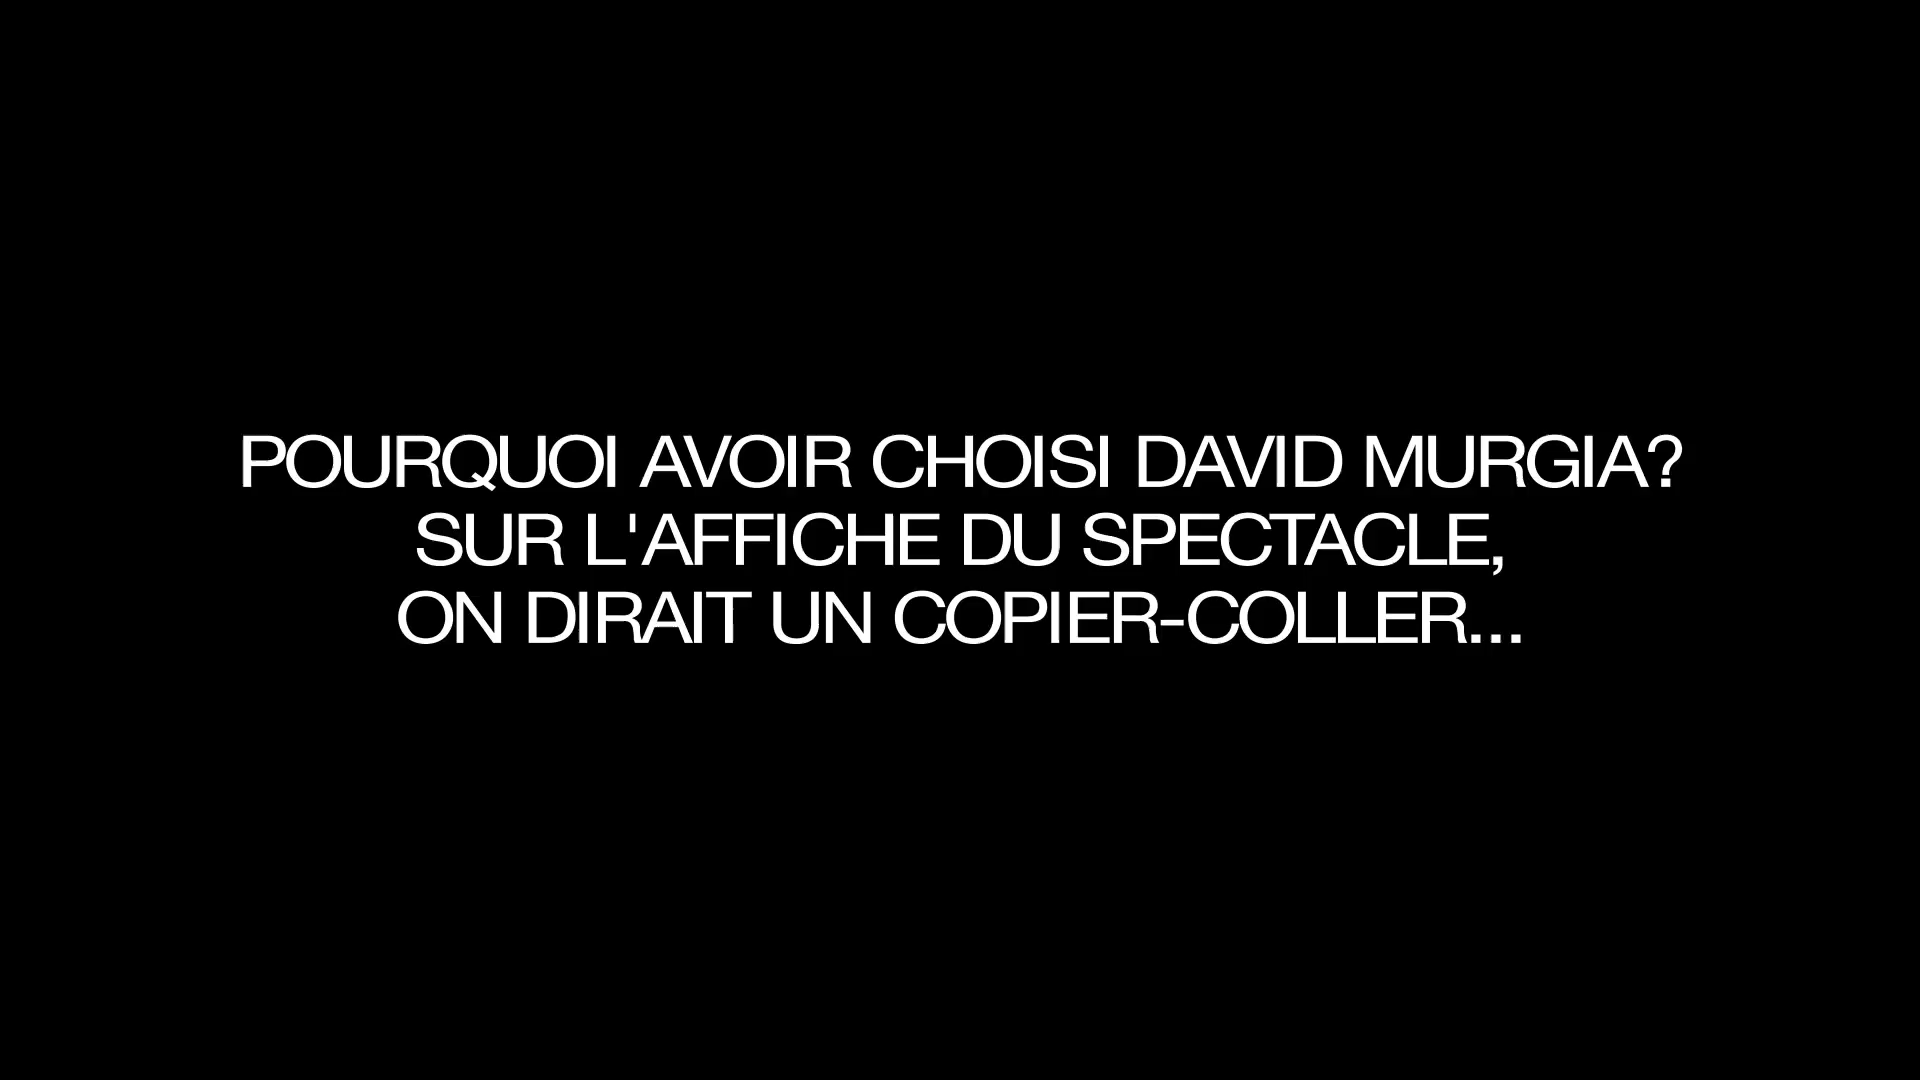 POURQUOI AVOIR CHOISI DAVID MURGIA?
SUR L'AFFICHE DU SPECTACLE,
ON DIRAIT UN COPIER-COLLER...